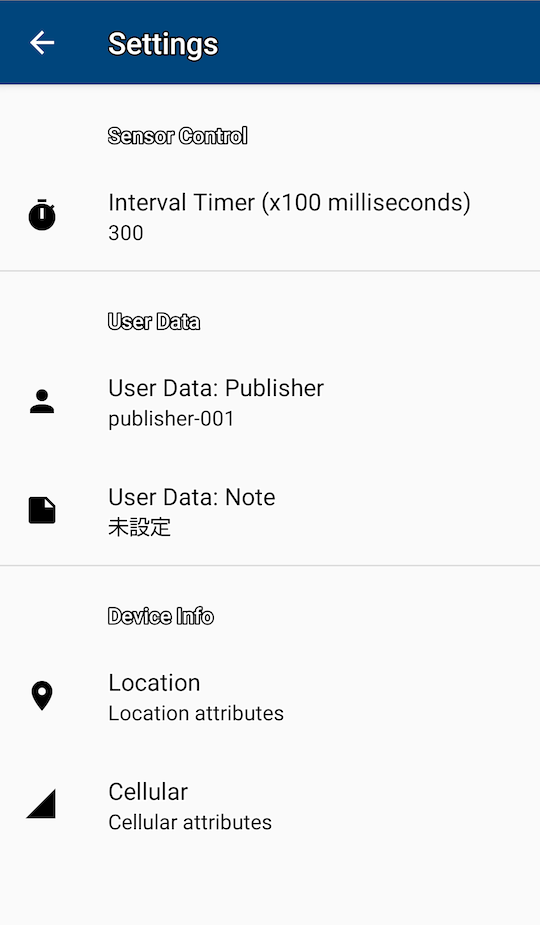 Settings
Sensor Control
Interval Timer (x100 milliseconds)
300
User Data
User Data: Publisher
publisher-001
User Data: Note
未設定
Device Info
Location
Location attributes
Cellular
Cellular attributes